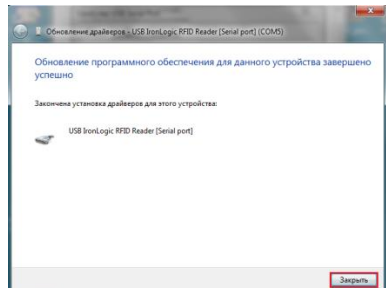 Обновление драйверов - USB IronLogic RFID Reader [Serial port] (COM5)
Обновление программного обеспечения для данного устройства завершено
успешно
Закончена установка драйверов для этого устройства:
USB IronLogic RFID Reader [Serial port]
Закрыть